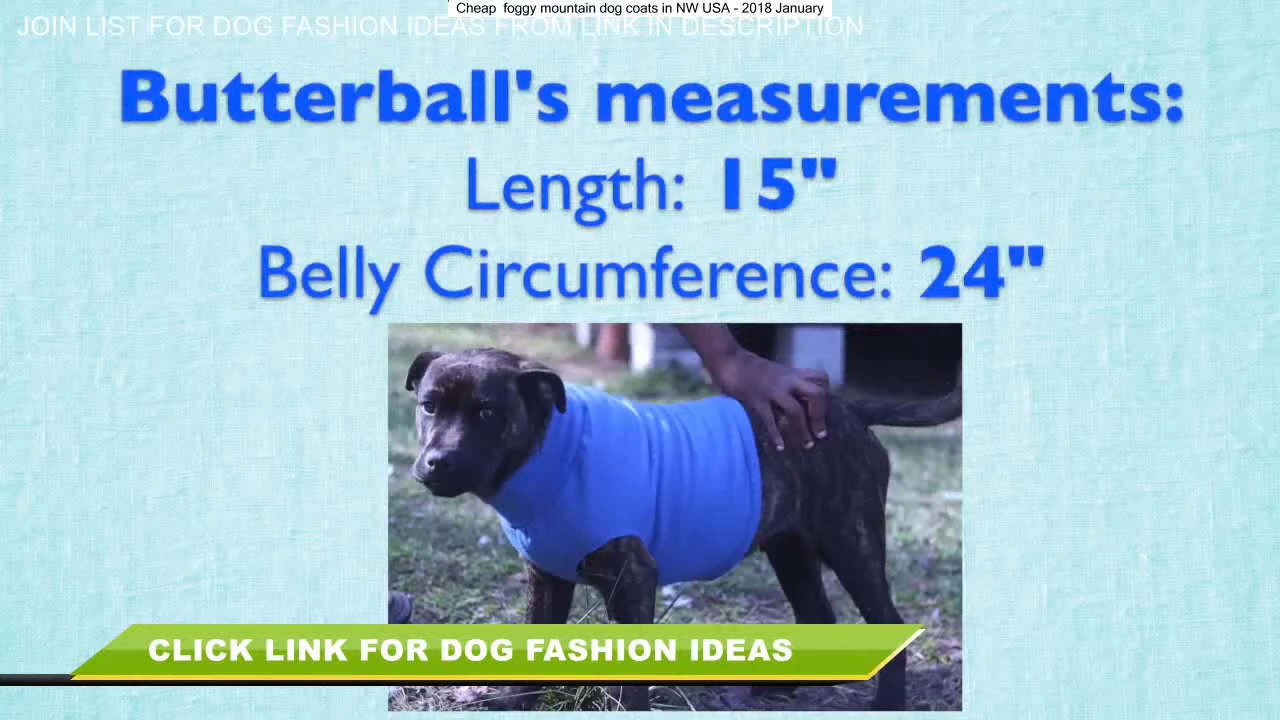 Cheap  foggy mountain dog coats in NW USA - 2018 January
JOIN LIST FOR DOG FASHION IDEAS FROM LINK IN DESCRIPTION
Butterball's measurements:
Length: 15"
Belly Circumference: 24"
CLICK LINK FOR DOG FASHION IDEAS